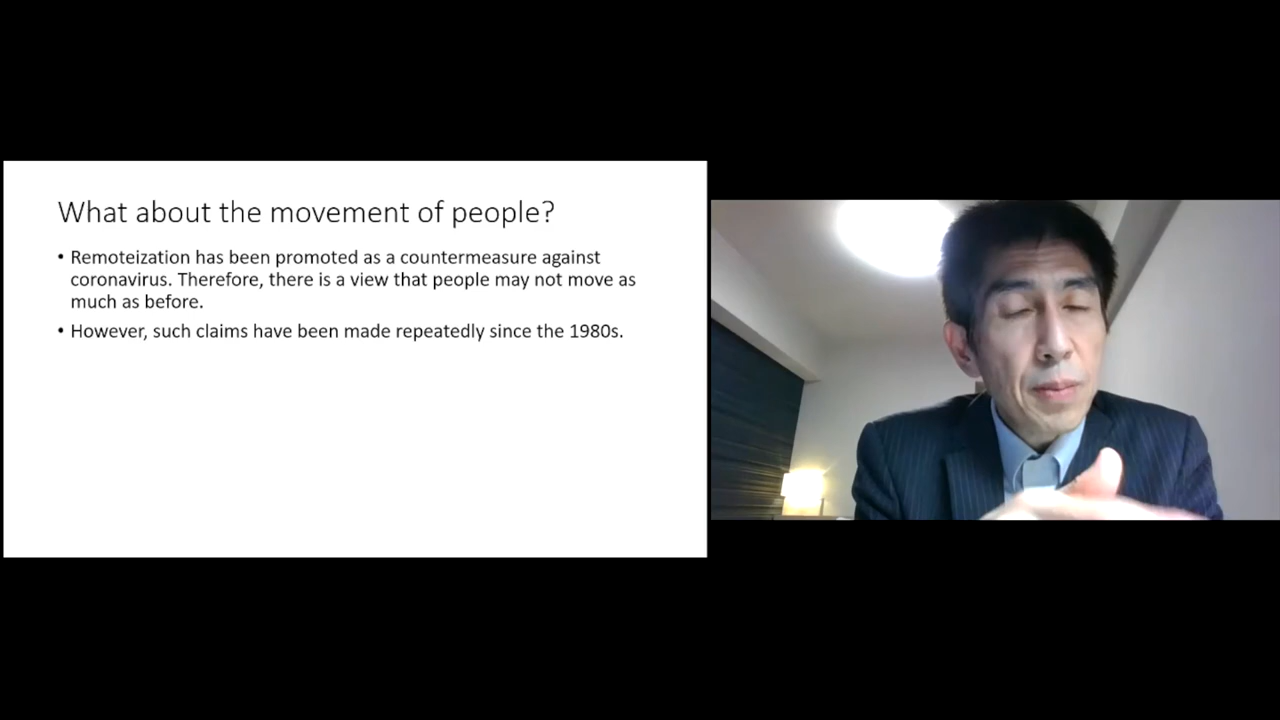 What about the movement of people?
• Remoteization has been promoted as a countermeasure against
coronavirus. Therefore, there is a view that people may not move as
much as before.
• However, such claims have been made repeatedly since the 1980s.